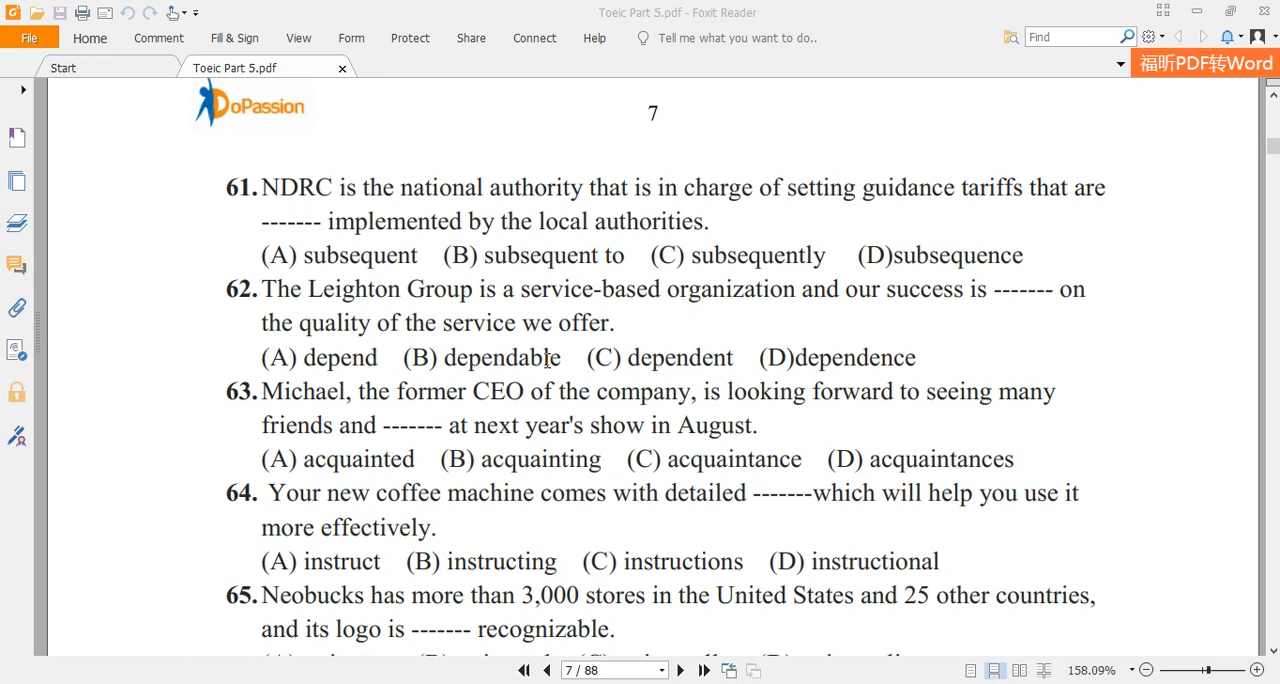 Toeic Part 5.pdf - Foxit Reader
File Home Comment Fill & Sign View Form Protect Share Connect Help Tell me what you want to do.. Find
Start Toeic Part 5.pdf 福昕PDF转Word
DoPassion
7
61. NDRC is the national authority that is in charge of setting guidance tariffs that are
------- implemented by the local authorities.
(A) subsequent (B) subsequent to (C) subsequently (D)subsequence
62. The Leighton Group is a service-based organization and our success is ------- on
the quality of the service we offer.
(A) depend (B) dependable (C) dependent (D)dependence
63. Michael, the former CEO of the company, is looking forward to seeing many
friends and ------- at next year's show in August.
(A) acquainted (B) acquainting (C) acquaintance (D) acquaintances
64. Your new coffee machine comes with detailed -------which will help you use it
more effectively.
(A) instruct (B) instructing (C) instructions (D) instructional
65. Neobucks has more than 3,000 stores in the United States and 25 other countries,
and its logo is ------- recognizable.
7 / 88 158.09%